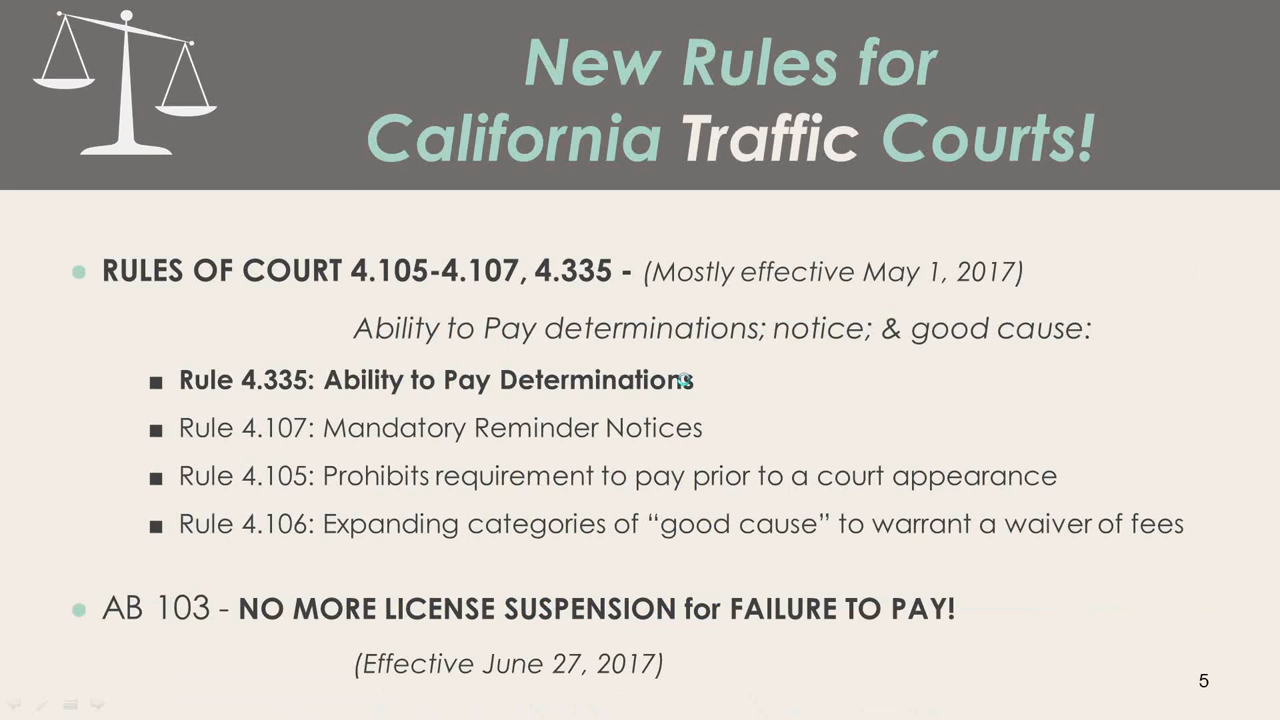 New Rules for
California Traffic Courts!
● RULES OF COURT 4.105-4.107, 4.335 - (Mostly effective May 1, 2017)
Ability to Pay determinations; notice; & good cause:
■ Rule 4.335: Ability to Pay Determinations
■ Rule 4.107: Mandatory Reminder Notices
■ Rule 4.105: Prohibits requirement to pay prior to a court appearance
■ Rule 4.106: Expanding categories of “good cause” to warrant a waiver of fees
● AB 103 - NO MORE LICENSE SUSPENSION for FAILURE TO PAY!
(Effective June 27, 2017)
5